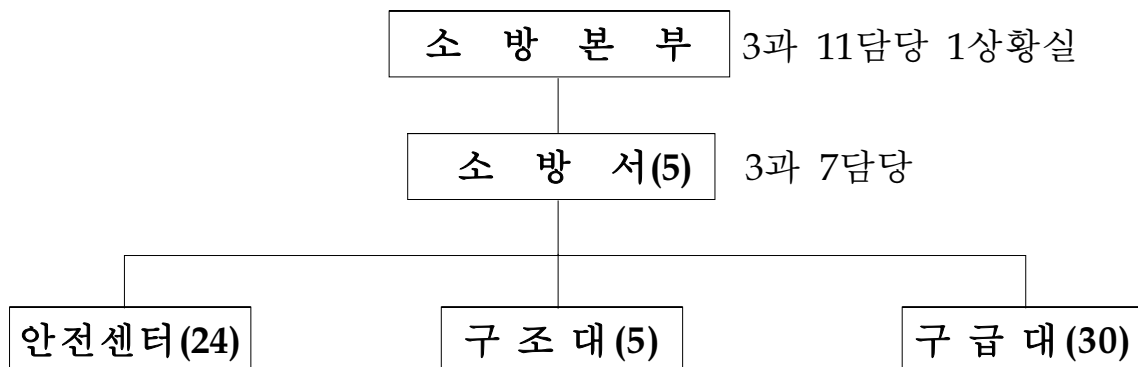 소 방 본 부 3과 11담당 1상황실
소 방 서(5) 3과 7담당
안전센터(24) 구 조 대(5) 구 급 대(30)